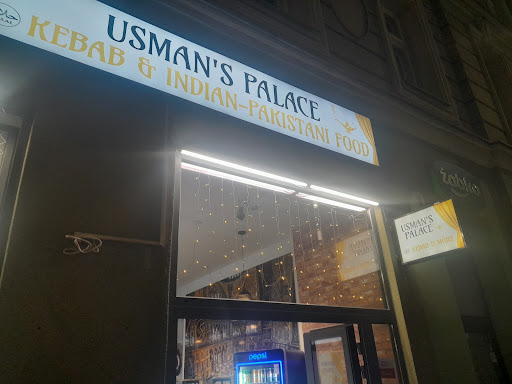 USMAN'S PALACE
KEBAB & INDIAN-PAKISTANI FOOD
USMAN'S
PALACE
pepsi